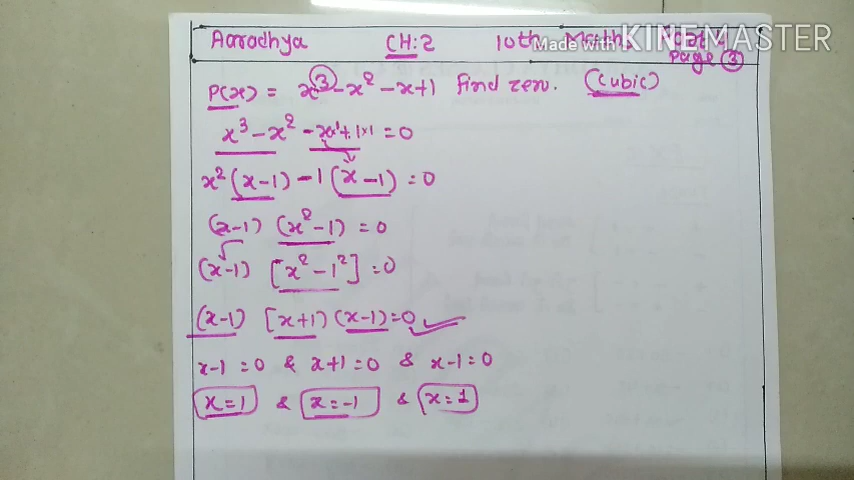 Aaradhya CH:2 10th Maths
Made with KINEMASTER
Page ③
P(x) = x³ - x² - x + 1 find zero. (Cubic)
x³ - x² - x×1 + 1×1 = 0
x² (x-1) - 1 (x-1) = 0
(x-1) (x² - 1) = 0
(x-1) [x² - 1²] = 0
(x-1) [x+1) (x-1) = 0
x-1 = 0 & x+1 = 0 & x-1 = 0
x = 1 & x = -1 & x = 1